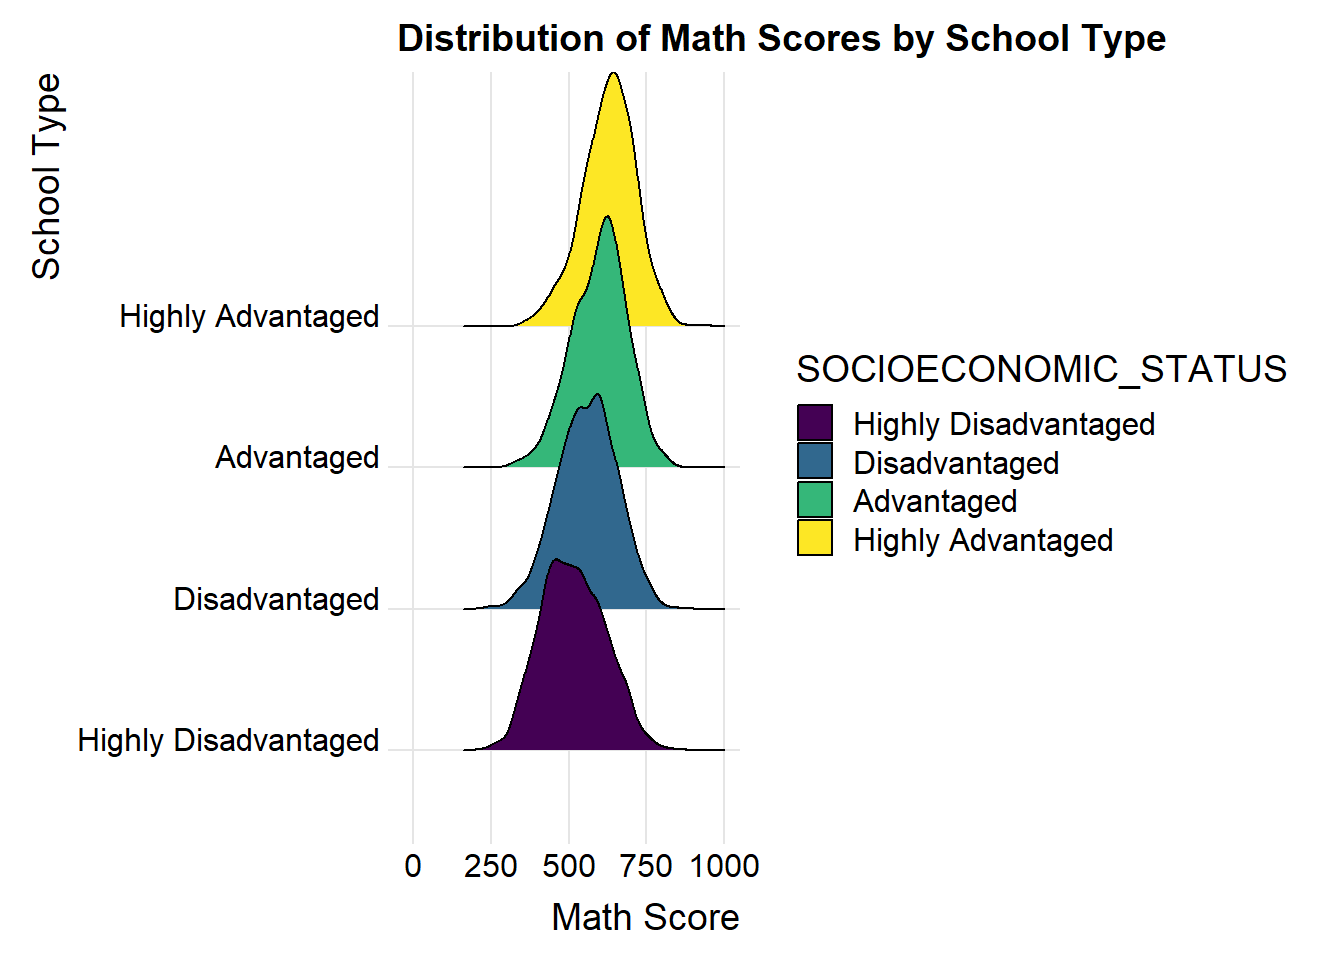 Distribution of Math Scores by School Type
School Type
Highly Advantaged
Advantaged
Disadvantaged
Highly Disadvantaged
0 250 500 750 1000
Math Score
SOCIOECONOMIC_STATUS
Highly Disadvantaged
Disadvantaged
Advantaged
Highly Advantaged